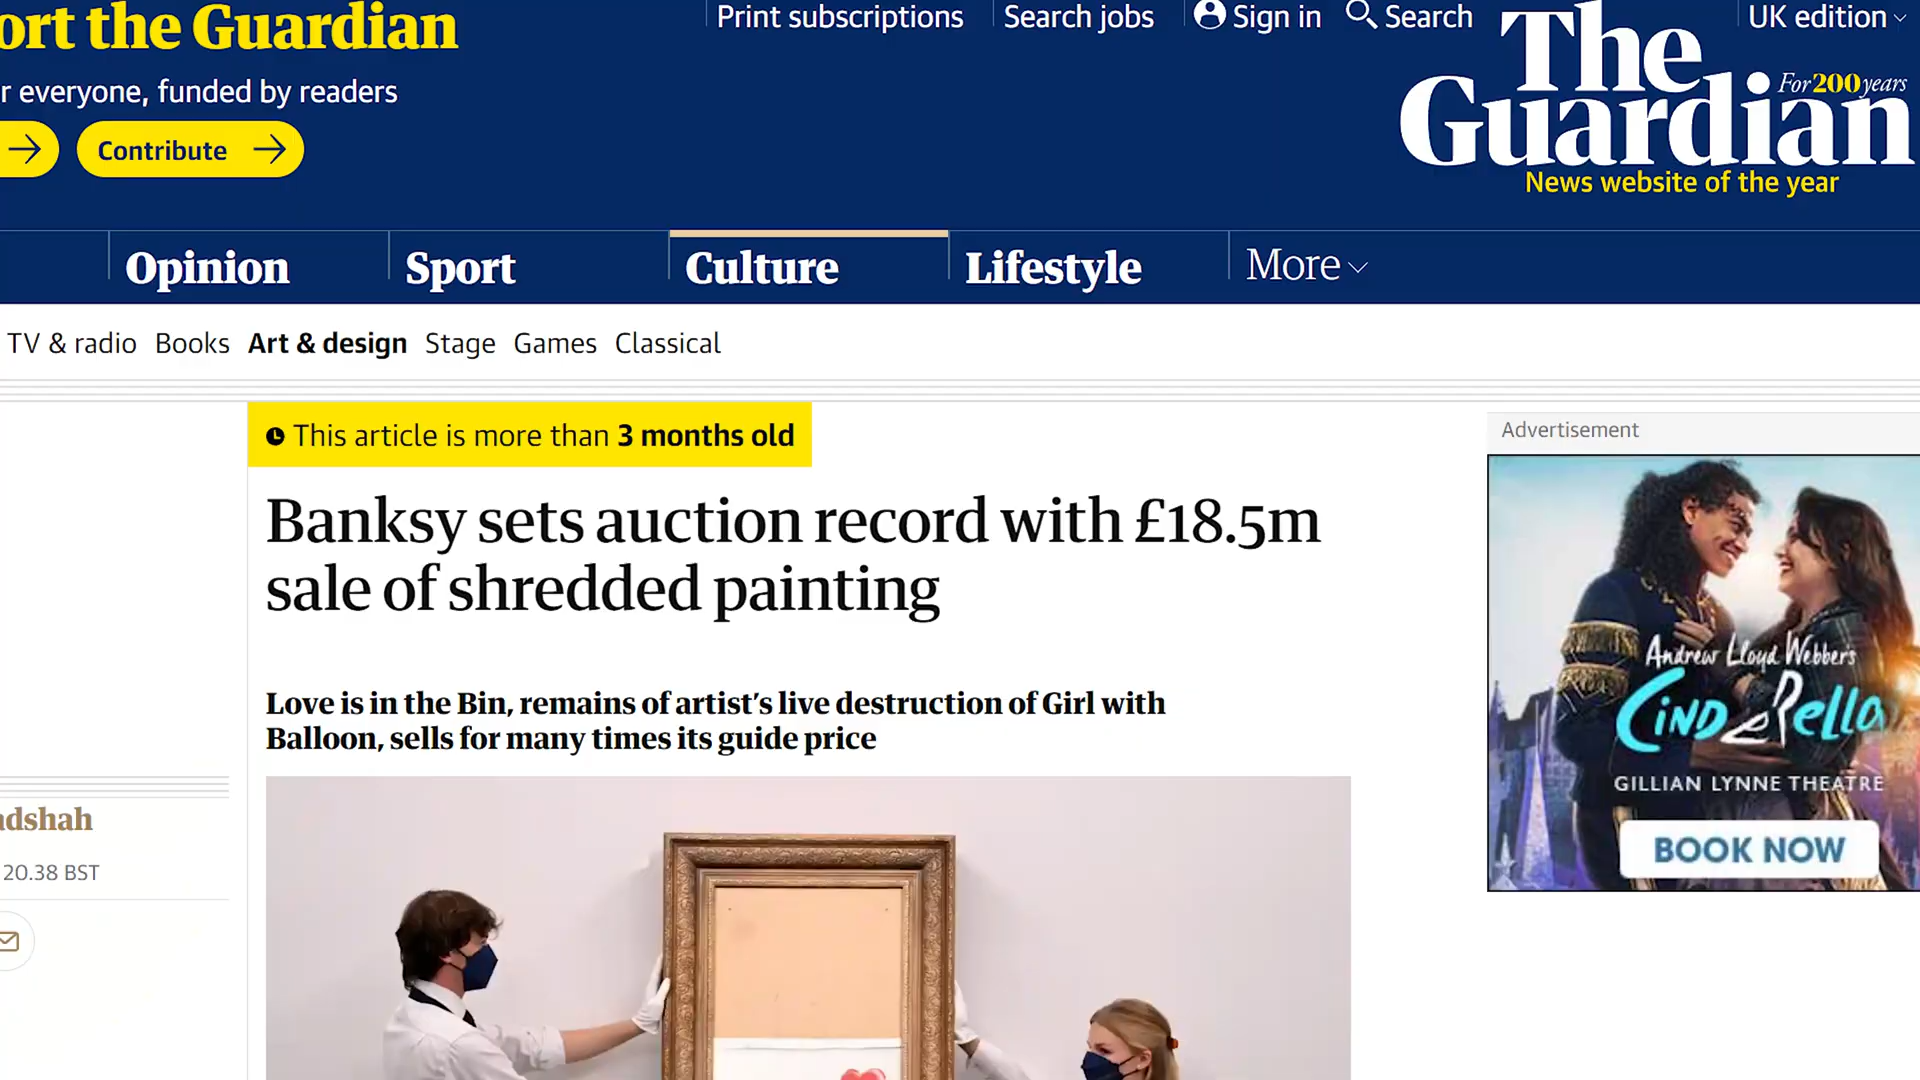 ort the Guardian
r everyone, funded by readers
Contribute
Print subscriptions
Search jobs
Sign in
Search
UK edition
The
Guardian
For 200 years
News website of the year
Opinion
Sport
Culture
Lifestyle
More
TV & radio
Books
Art & design
Stage
Games
Classical
This article is more than 3 months old
Banksy sets auction record with £18.5m
sale of shredded painting
Love is in the Bin, remains of artist’s live destruction of Girl with
Balloon, sells for many times its guide price
adshah
20.38 BST
Advertisement
Andrew Lloyd Webber's
Cinderella
GILLIAN LYNNE THEATRE
BOOK NOW